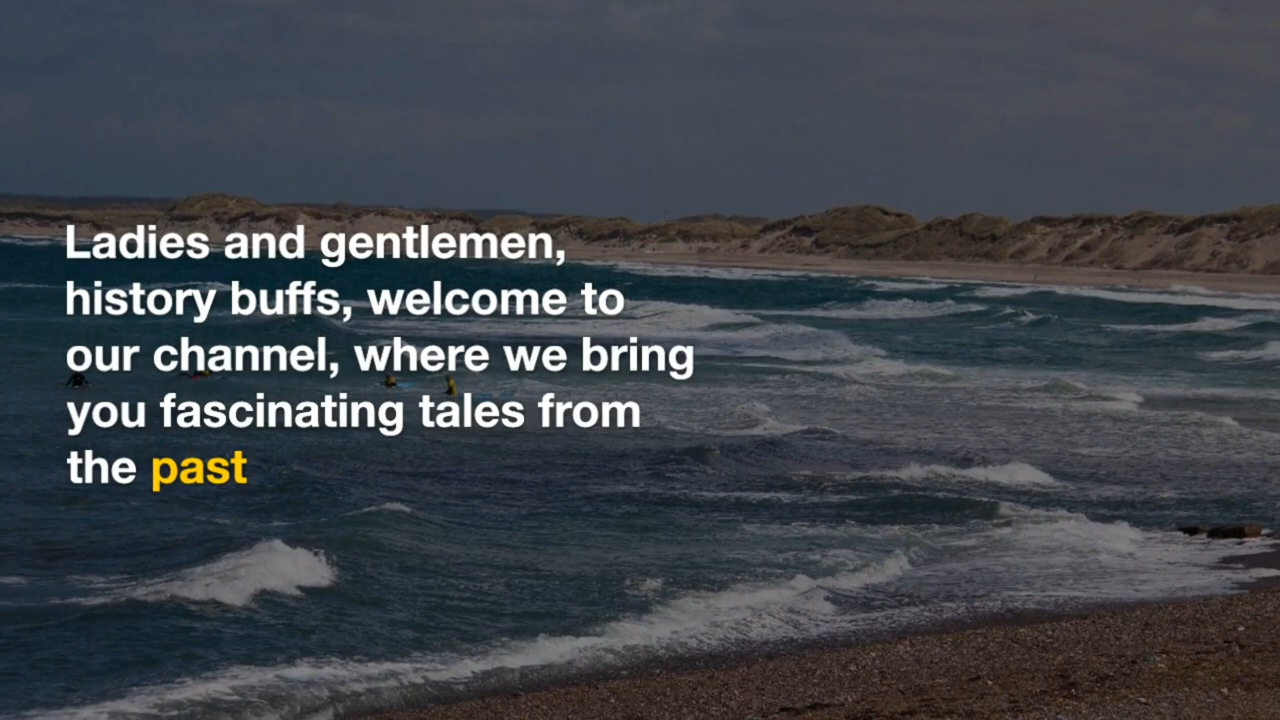 Ladies and gentlemen,
history buffs, welcome to
our channel, where we bring
you fascinating tales from
the past